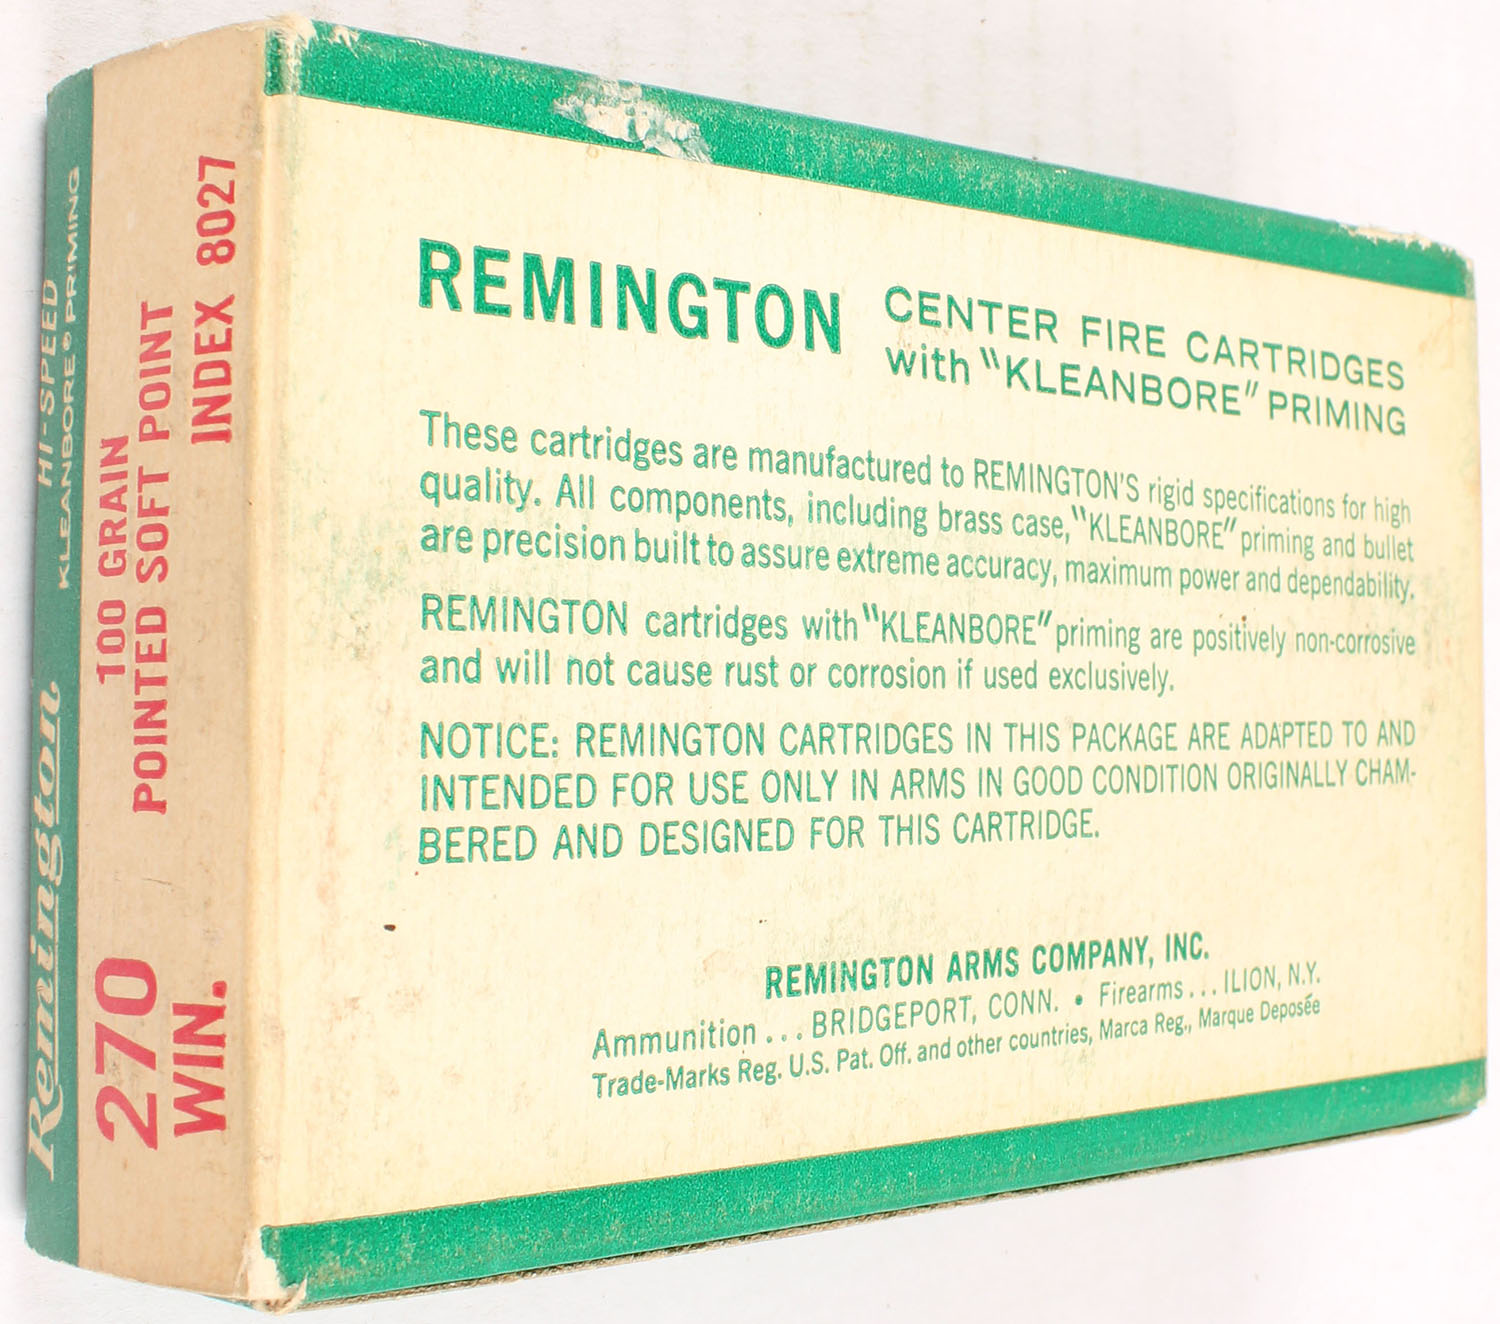 Remington
HI-SPEED
KLEANBORE® PRIMING
270
WIN.
100 GRAIN
POINTED SOFT POINT
INDEX 8027
REMINGTON CENTER FIRE CARTRIDGES
with "KLEANBORE" PRIMING
These cartridges are manufactured to REMINGTON'S rigid specifications for high
quality. All components, including brass case, "KLEANBORE" priming and bullet
are precision built to assure extreme accuracy, maximum power and dependability.
REMINGTON cartridges with "KLEANBORE" priming are positively non-corrosive
and will not cause rust or corrosion if used exclusively.
NOTICE: REMINGTON CARTRIDGES IN THIS PACKAGE ARE ADAPTED TO AND
INTENDED FOR USE ONLY IN ARMS IN GOOD CONDITION ORIGINALLY CHAM-
BERED AND DESIGNED FOR THIS CARTRIDGE.
REMINGTON ARMS COMPANY, INC.
Ammunition . . . BRIDGEPORT, CONN. • Firearms . . . ILION, N.Y.
Trade-Marks Reg. U.S. Pat. Off. and other countries, Marca Reg., Marque Deposée